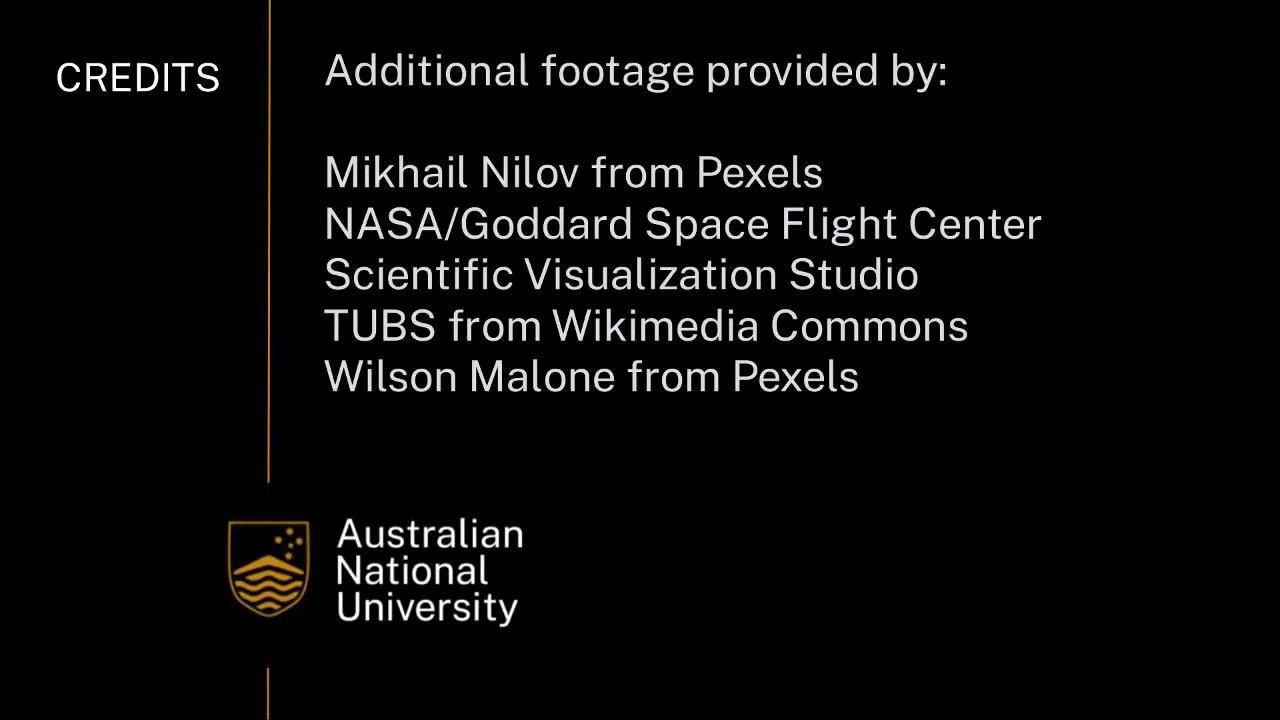 CREDITS
Additional footage provided by:
Mikhail Nilov from Pexels
NASA/Goddard Space Flight Center
Scientific Visualization Studio
TUBS from Wikimedia Commons
Wilson Malone from Pexels
Australian
National
University